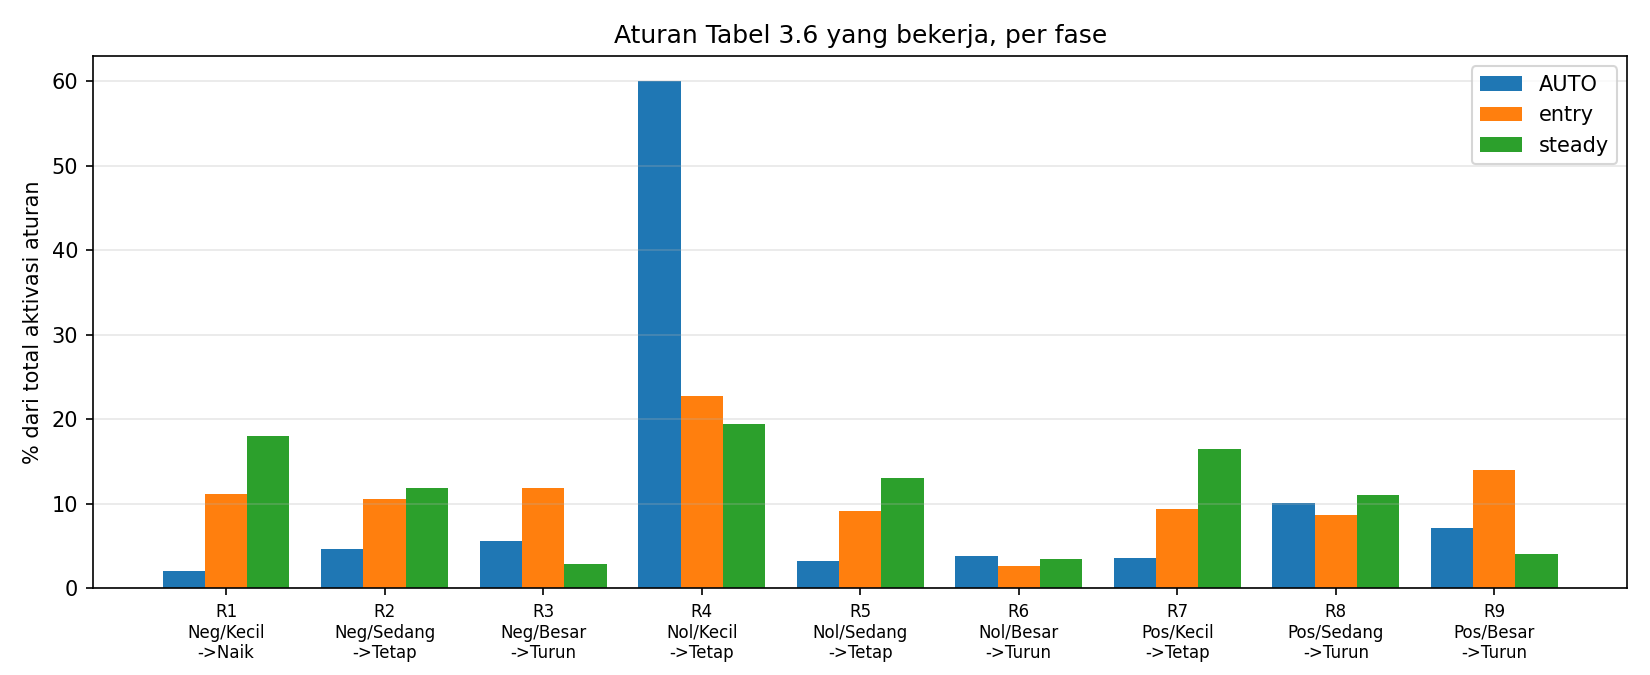 Aturan Tabel 3.6 yang bekerja, per fase
% dari total aktivasi aturan
60
50
40
30
20
10
0
AUTO
entry
steady
R1
Neg/Kecil
->Naik
R2
Neg/Sedang
->Tetap
R3
Neg/Besar
->Turun
R4
Nol/Kecil
->Tetap
R5
Nol/Sedang
->Tetap
R6
Nol/Besar
->Turun
R7
Pos/Kecil
->Tetap
R8
Pos/Sedang
->Turun
R9
Pos/Besar
->Turun